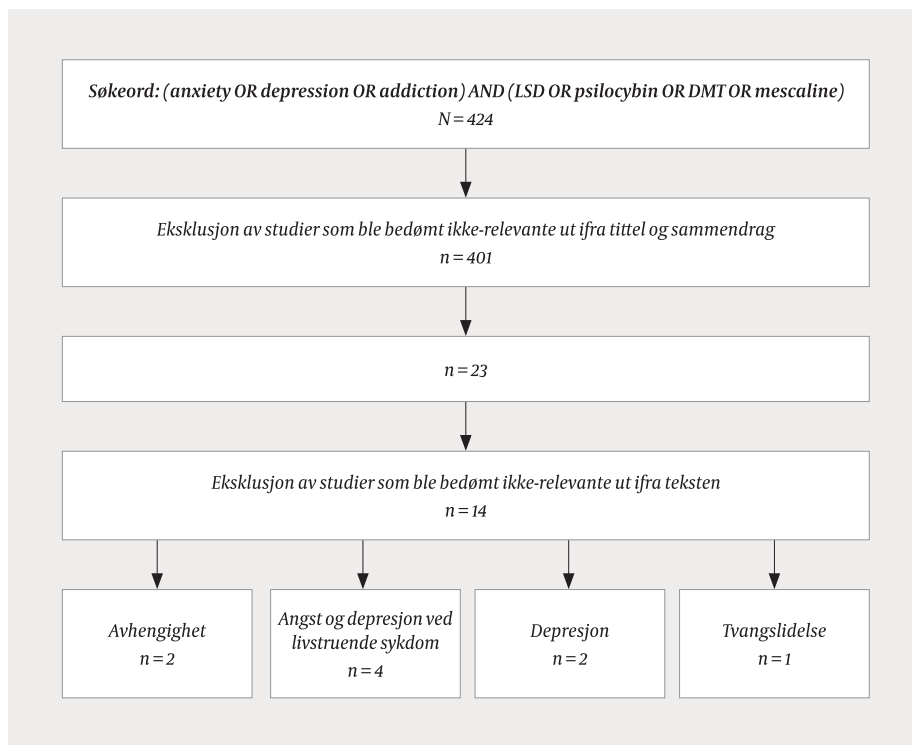 Søkeord: (anxiety OR depression OR addiction) AND (LSD OR psilocybin OR DMT OR mescaline)
N = 424
Eksklusjon av studier som ble bedømt ikke-relevante ut ifra tittel og sammendrag
n = 401
n = 23
Eksklusjon av studier som ble bedømt ikke-relevante ut ifra teksten
n = 14
Avhengighet
n = 2
Angst og depresjon ved
livstruende sykdom
n = 4
Depresjon
n = 2
Tvangslidelse
n = 1